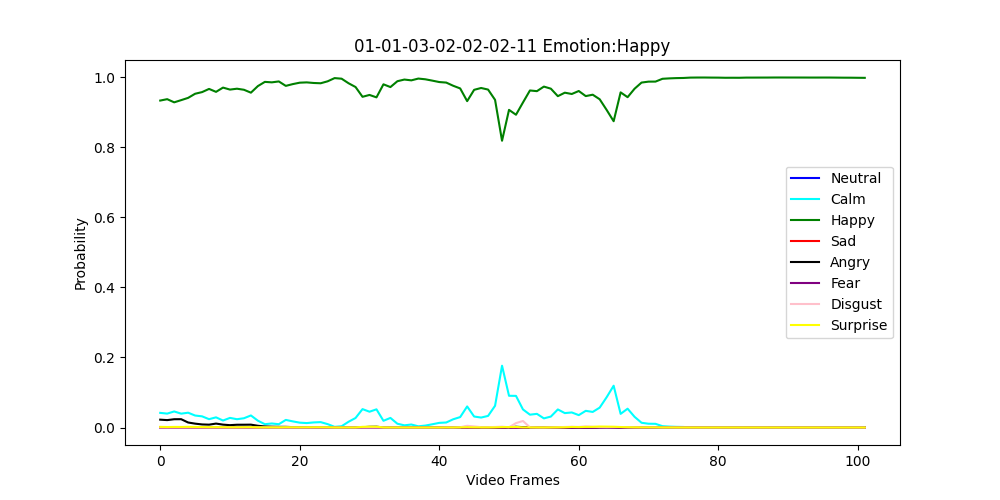 01-01-03-02-02-02-11 Emotion:Happy
1.0
0.8
0.6
0.4
0.2
0.0
Probability
Neutral
Calm
Happy
Sad
Angry
Fear
Disgust
Surprise
0 20 40 60 80 100
Video Frames